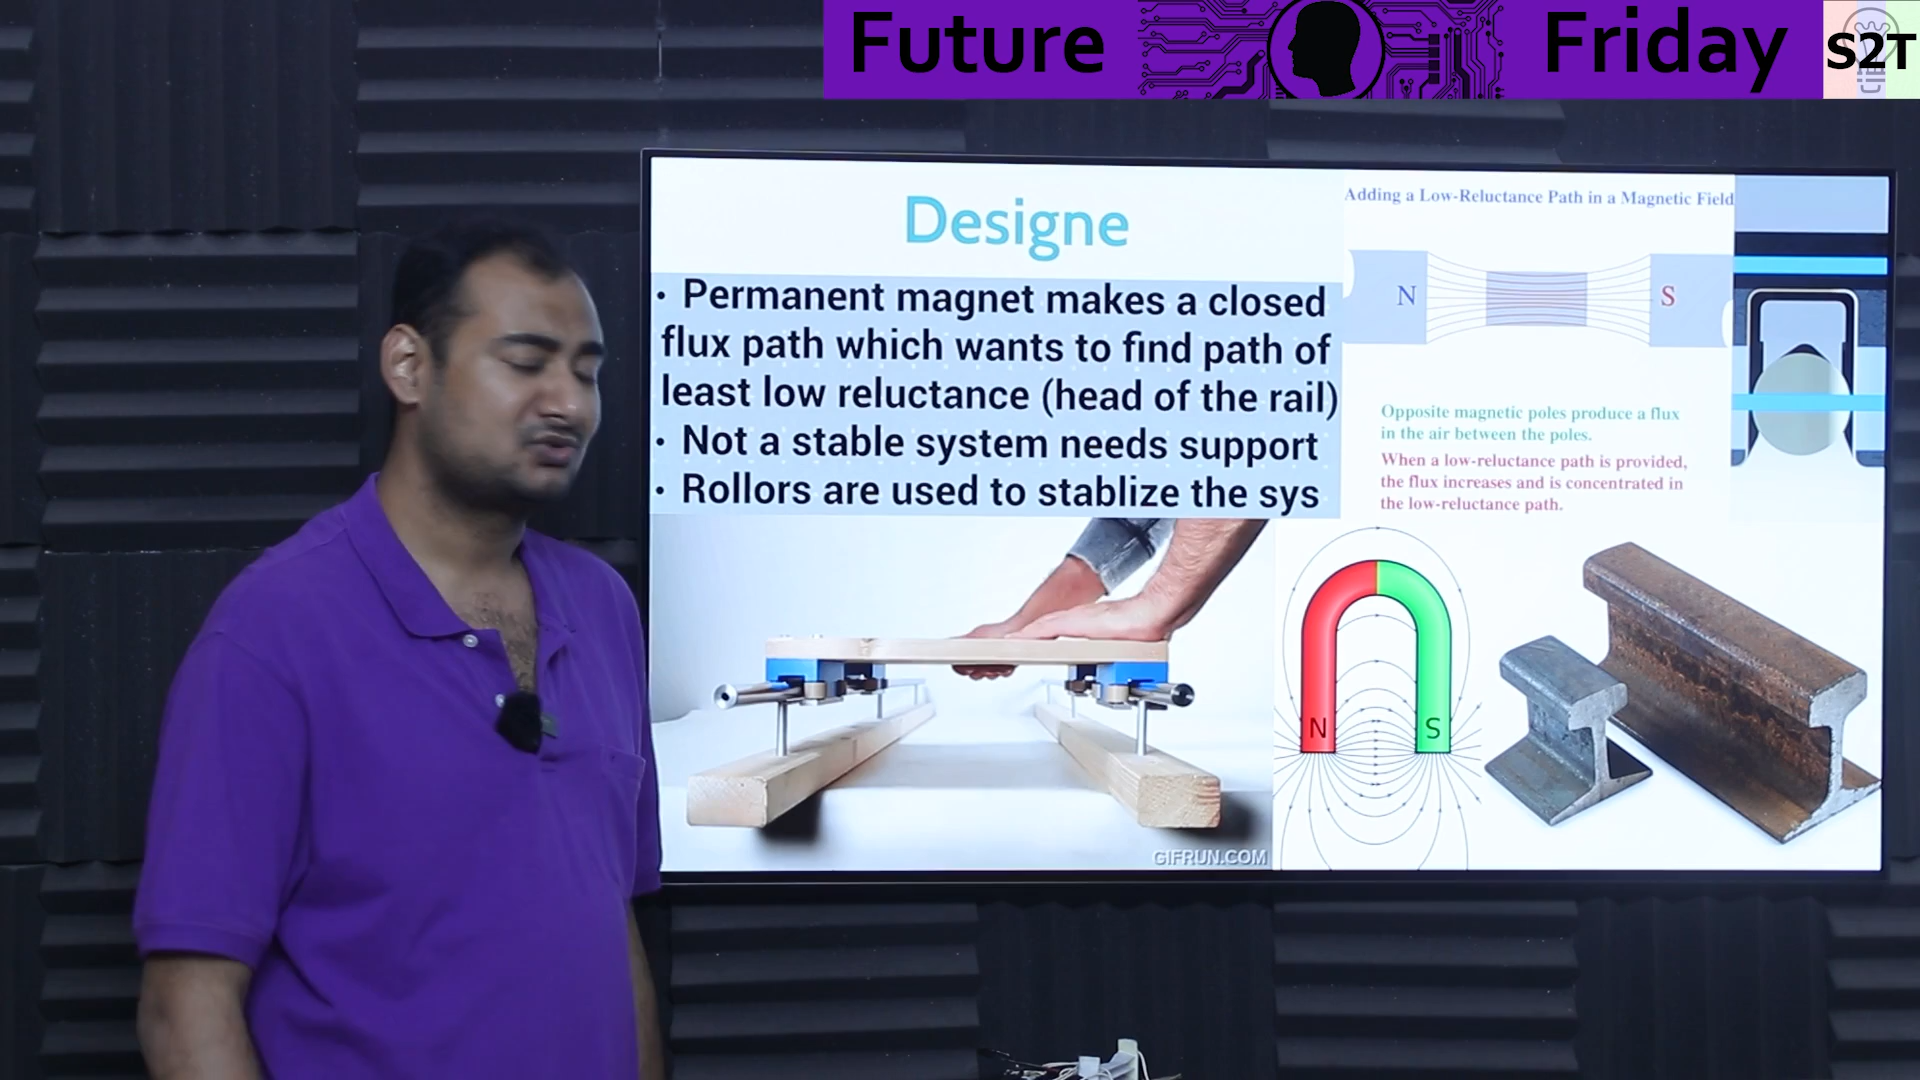 Future Friday S2T
Designe
• Permanent magnet makes a closed
flux path which wants to find path of
least low reluctance (head of the rail)
• Not a stable system needs support
• Rollors are used to stablize the sys
Adding a Low-Reluctance Path in a Magnetic Field
N S
Opposite magnetic poles produce a flux
in the air between the poles.
When a low-reluctance path is provided,
the flux increases and is concentrated in
the low-reluctance path.
N S
GIFRUN.COM